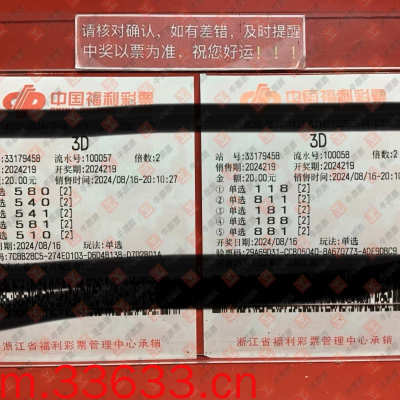 请核对确认,如有差错,及时提醒
中奖以票为准,祝您好运!!!
中国福利彩票
3D
站 号:33179458 流水号:100057 倍数:2
2024219 开奖期:2024219
20.00元 销售时间:2024/08/16-20:10:27
单选 580 [2]
单选 540 [2]
单选 541 [2]
单选 581 [2]
单选 510 [2]
日期:2024/08/16 玩法:单选
中国福利彩票
3D
站 号:33179458 流水号:100058 倍数:2
销售期:2024219 开奖期:2024219
金 额:20.00元 销售时间:2024/08/16-20:10:2
① 单选 118 [2]
② 单选 811 [2]
③ 单选 181 [2]
④ 单选 188 [2]
⑤ 单选 881 [2]
开奖日期:2024/08/16 玩法:单选
浙江省福利彩票管理中心承销
浙江省福利彩票管理中心承销
m.33633.cn